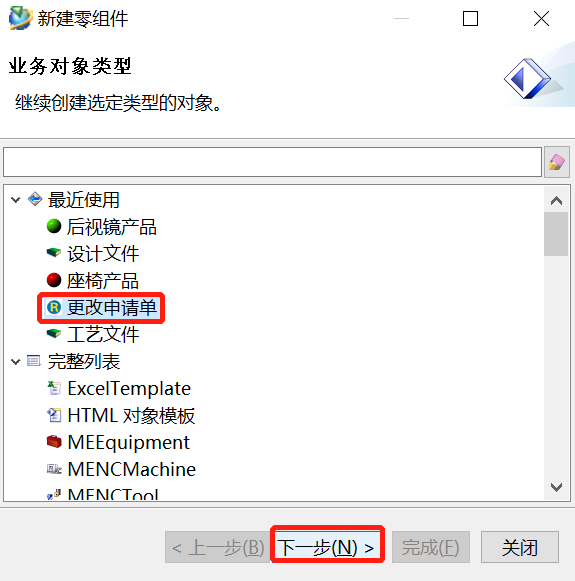 新建零组件
业务对象类型
继续创建选定类型的对象。
最近使用
后视镜产品
设计文件
座椅产品
更改申请单
工艺文件
完整列表
ExcelTemplate
HTML 对象模板
MEEquipment
MENCMachine
MENCTool
< 上一步(B) 下一步(N) > 完成(F) 关闭